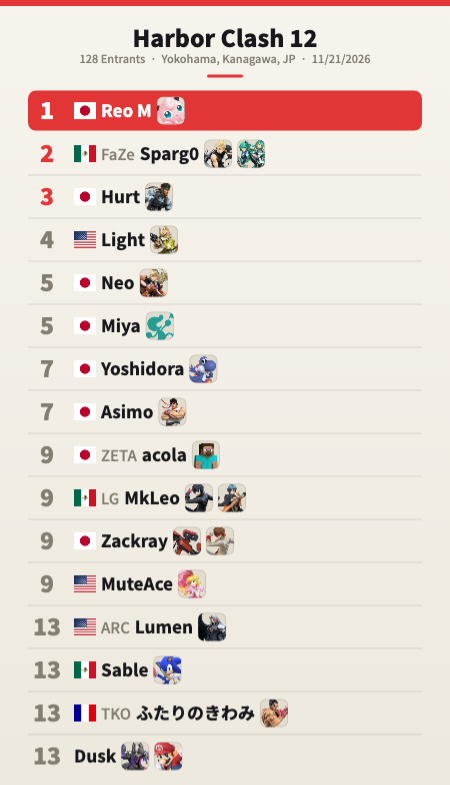 Harbor Clash 12
128 Entrants · Yokohama, Kanagawa, JP · 11/21/2026
1 Reo M
2 FaZe Sparg0
3 Hurt
4 Light
5 Neo
5 Miya
7 Yoshidora
7 Asimo
9 ZETA acola
9 LG MkLeo
9 Zackray
9 MuteAce
13 ARC Lumen
13 Sable
13 TKO ふたりのきわみ
13 Dusk